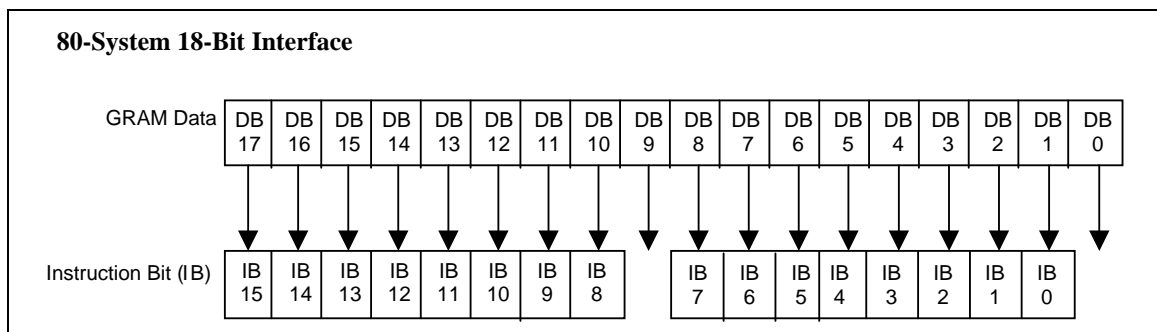 80-System 18-Bit Interface
GRAM Data DB DB DB DB DB DB DB DB DB DB DB DB DB DB DB DB DB DB
17 16 15 14 13 12 11 10 9 8 7 6 5 4 3 2 1 0
Instruction Bit (IB) IB IB IB IB IB IB IB IB IB IB IB IB IB IB IB IB
15 14 13 12 11 10 9 8 7 6 5 4 3 2 1 0